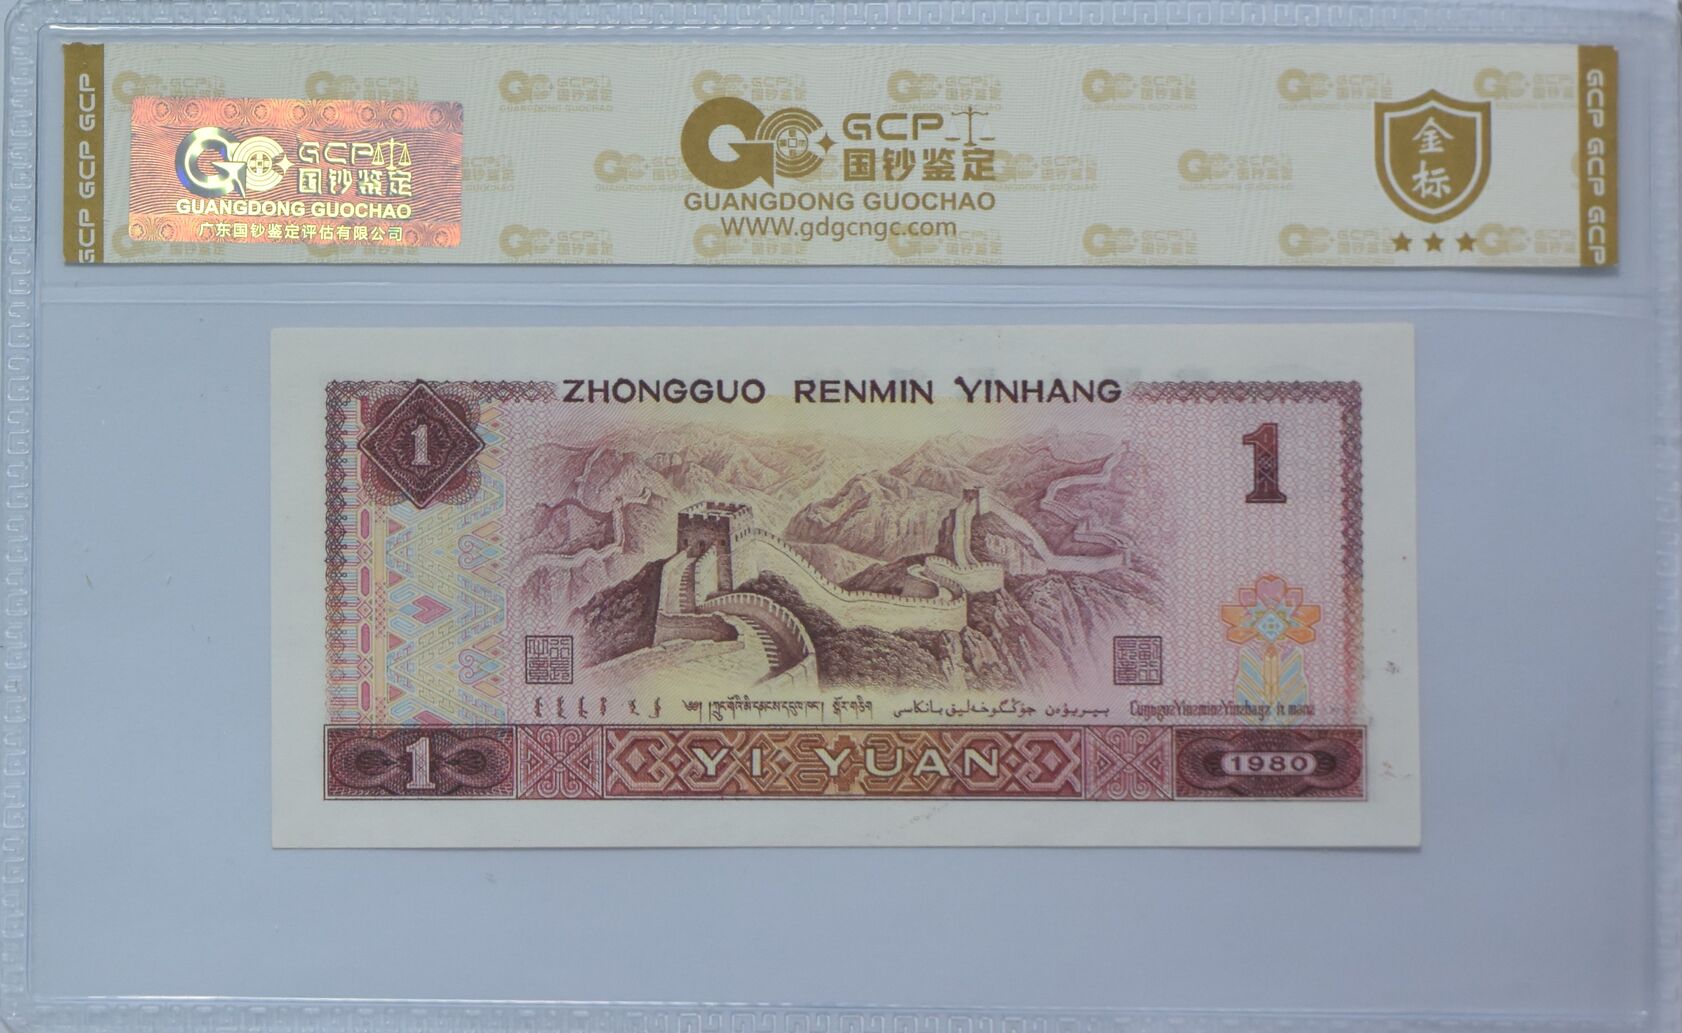 GCP GCP GCP
GCP
国钞鉴定
GUANGDONG GUOCHAO
广东国钞鉴定评估有限公司
GCP
国钞鉴定
GUANGDONG GUOCHAO
WWW.gdgcngc.com
金
标
GCP GCP GCP
ZHONGGUO RENMIN YINHANG
1
1
1
YI YUAN
1980